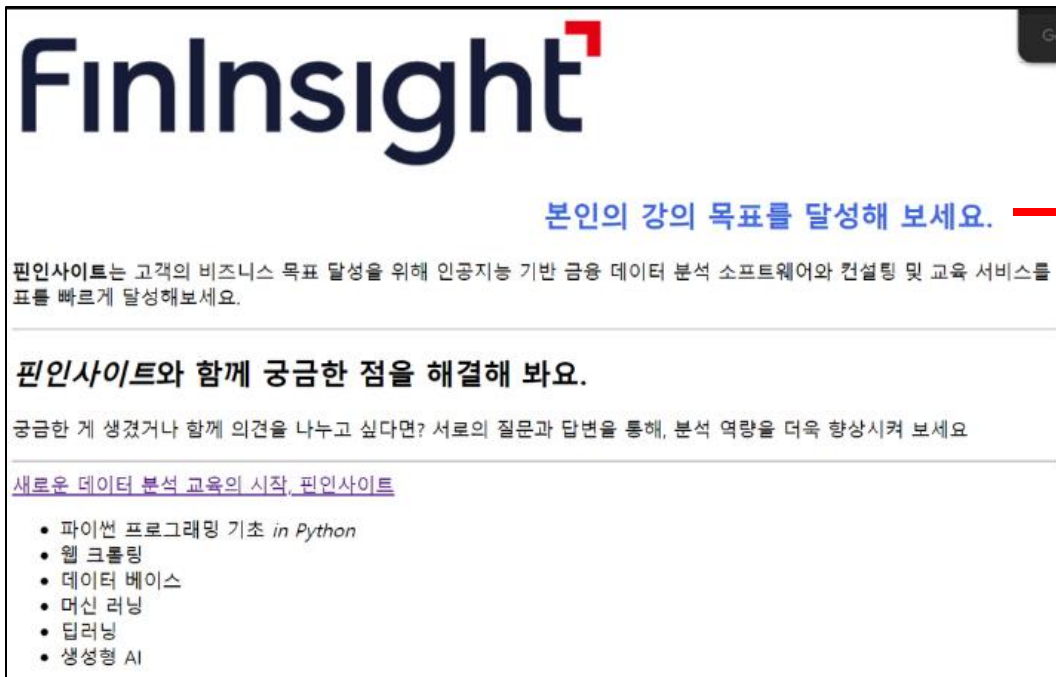 FinInsight
G
본인의 강의 목표를 달성해 보세요.
핀인사이트는 고객의 비즈니스 목표 달성을 위해 인공지능 기반 금융 데이터 분석 소프트웨어와 컨설팅 및 교육 서비스를
표를 빠르게 달성해보세요.
핀인사이트와 함께 궁금한 점을 해결해 봐요.
궁금한 게 생겼거나 함께 의견을 나누고 싶다면? 서로의 질문과 답변을 통해, 분석 역량을 더욱 향상시켜 보세요
새로운 데이터 분석 교육의 시작, 핀인사이트
• 파이썬 프로그래밍 기초 in Python
• 웹 크롤링
• 데이터 베이스
• 머신 러닝
• 딥러닝
• 생성형 AI